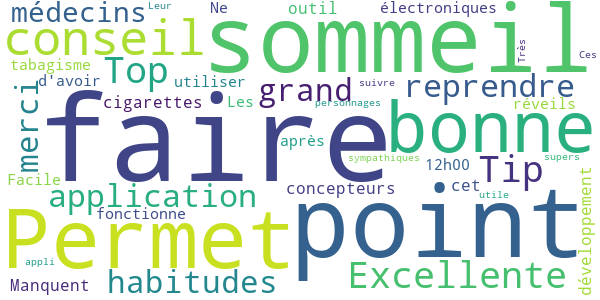 médecins
Leur
Ne
outil
électroniques
conseil
sommeil
Très
Ces
tabagisme
Top
d'avoir
utiliser
grand
suivre
reprendre
merci
cigarettes
Les
personnages
réveils
faire
bonne
après
sympathiques
12h00
Tip
supers
Facile
application
concepteurs
cet
utile
développement
Permet
fonctionne
point
appli
Manquent
habitudes
Excellente